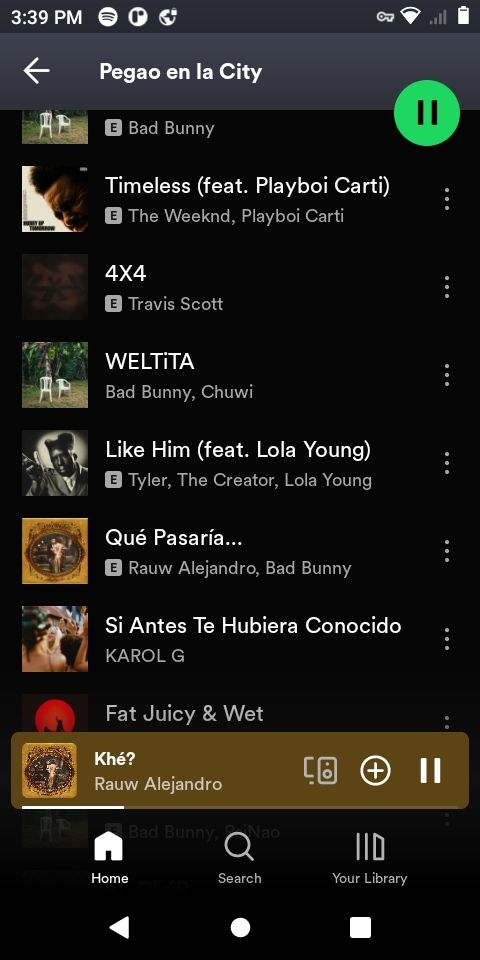 3:39 PM
Pegao en la City
E Bad Bunny
Timeless (feat. Playboi Carti)
E The Weeknd, Playboi Carti
4X4
E Travis Scott
WELTiTA
Bad Bunny, Chuwi
Like Him (feat. Lola Young)
E Tyler, The Creator, Lola Young
Qué Pasaría...
E Rauw Alejandro, Bad Bunny
Si Antes Te Hubiera Conocido
KAROL G
Fat Juicy & Wet
Khé?
Rauw Alejandro
E Bad Bunny, RaiNao
Home
Search
Your Library